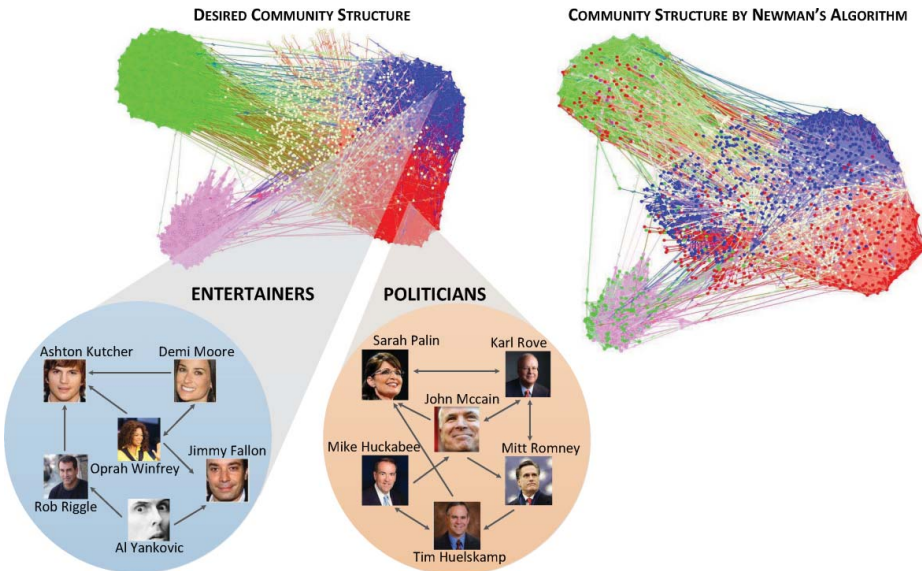 DESIRED COMMUNITY STRUCTURE
COMMUNITY STRUCTURE BY NEWMAN'S ALGORITHM
ENTERTAINERS
POLITICIANS
Ashton Kutcher
Demi Moore
Oprah Winfrey
Jimmy Fallon
Rob Riggle
Al Yankovic
Sarah Palin
Karl Rove
John Mccain
Mike Huckabee
Mitt Romney
Tim Huelskamp